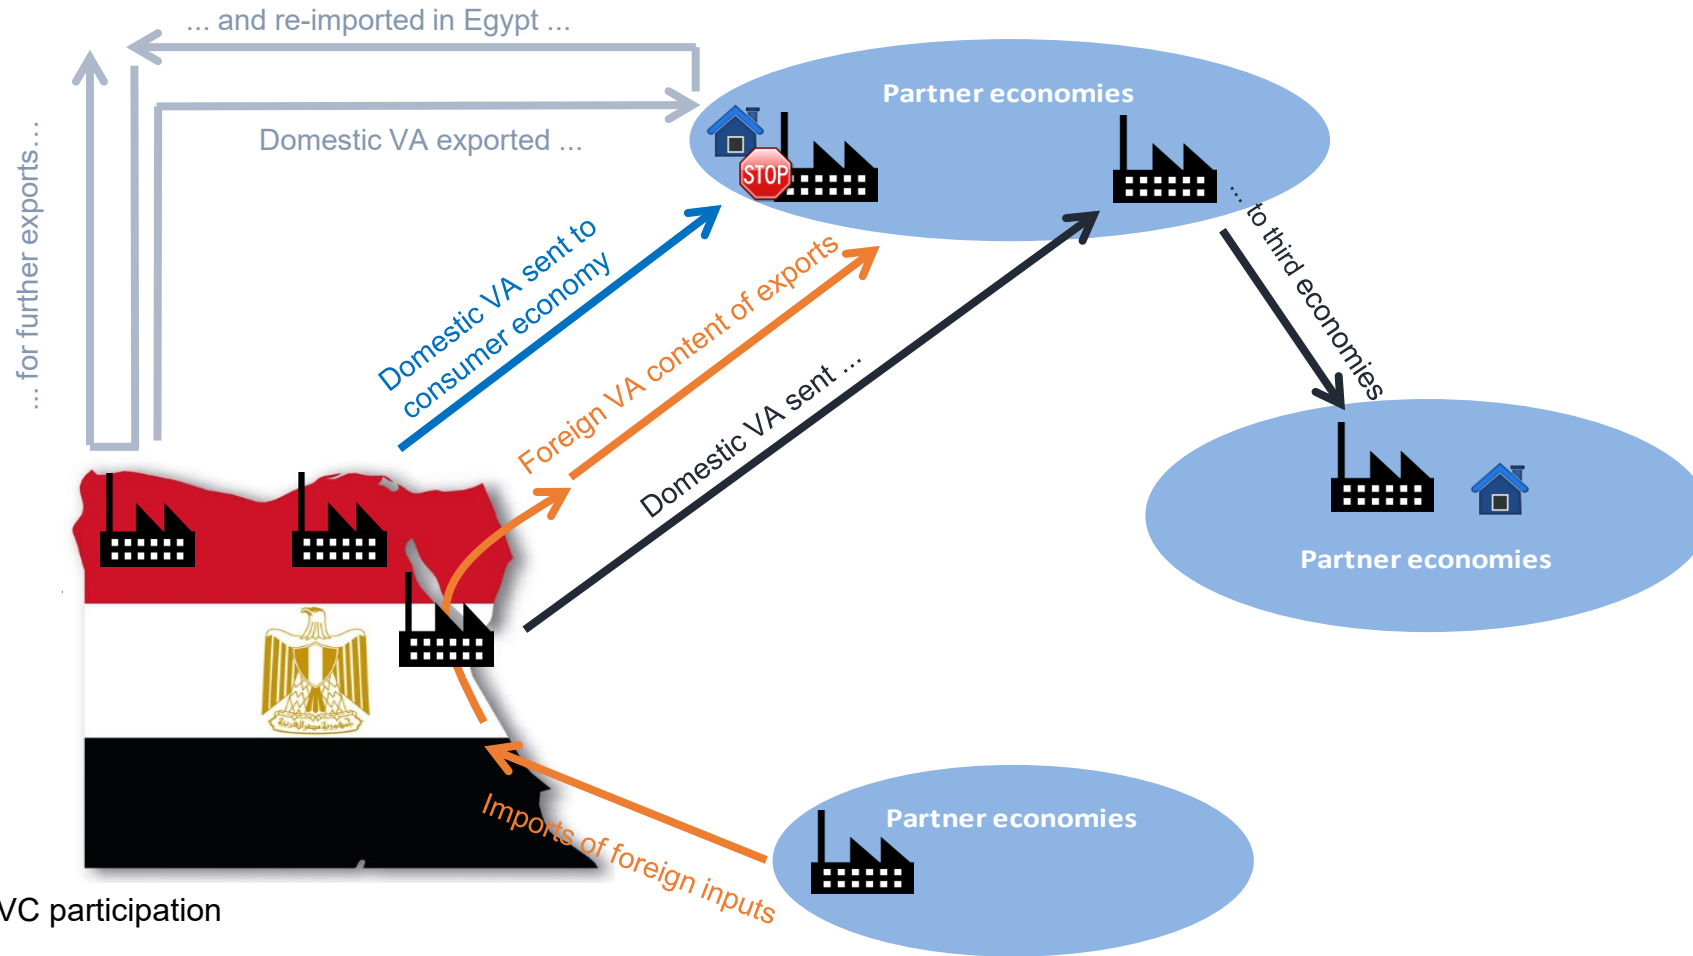 ... and re-imported in Egypt ...
Partner economies
Domestic VA exported ...
... for further exports...
STOP
Domestic VA sent to
consumer economy
Foreign VA content of exports
Domestic VA sent ...
... to third economies
Partner economies
Imports of foreign inputs
Partner economies
VC participation